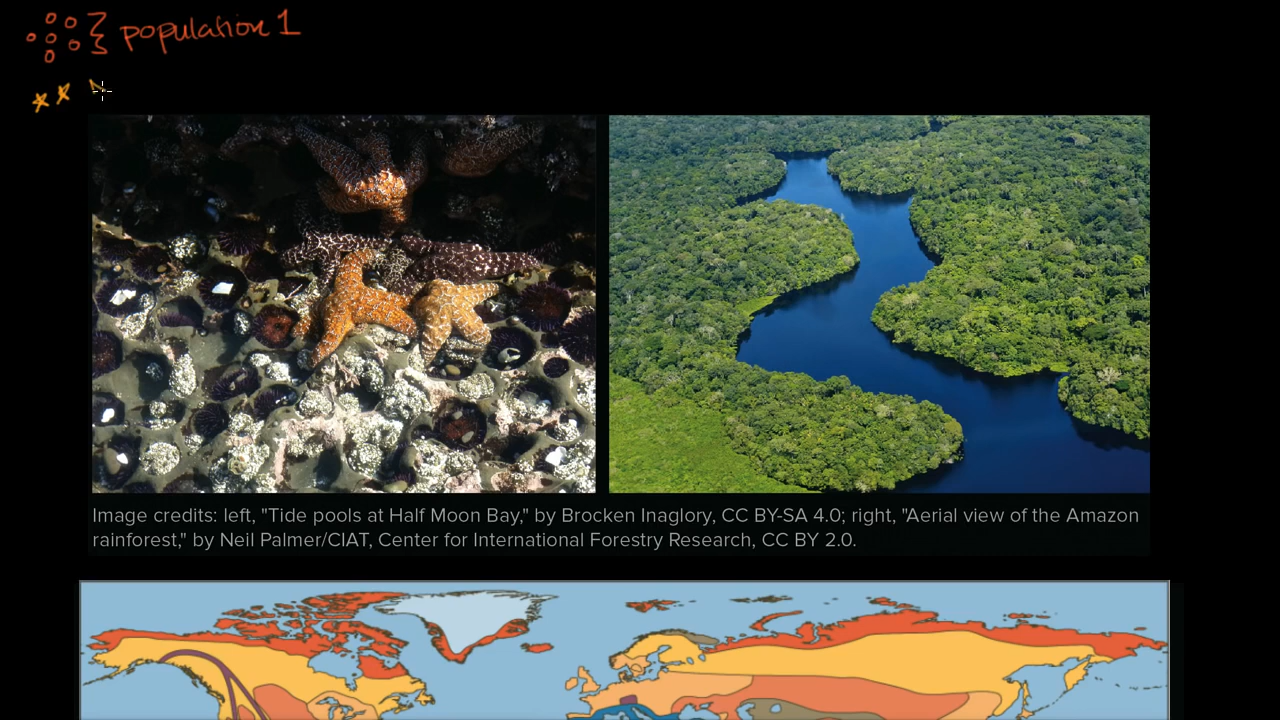 population 1
Image credits: left, "Tide pools at Half Moon Bay," by Brocken Inaglory, CC BY-SA 4.0; right, "Aerial view of the Amazon
rainforest," by Neil Palmer/CIAT, Center for International Forestry Research, CC BY 2.0.